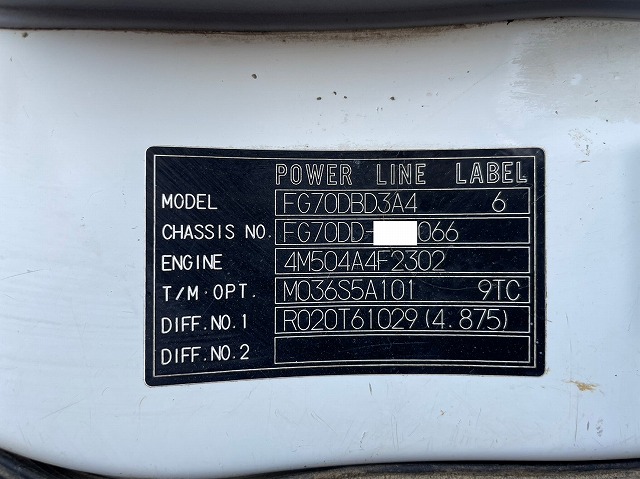 POWER LINE LABEL
MODEL FG70DBD3A4 6
CHASSIS NO. FG70DD- 066
ENGINE 4M504A4F2302
T/M·OPT. M036S5A101 9TC
DIFF.NO.1 R020T61029(4.875)
DIFF.NO.2